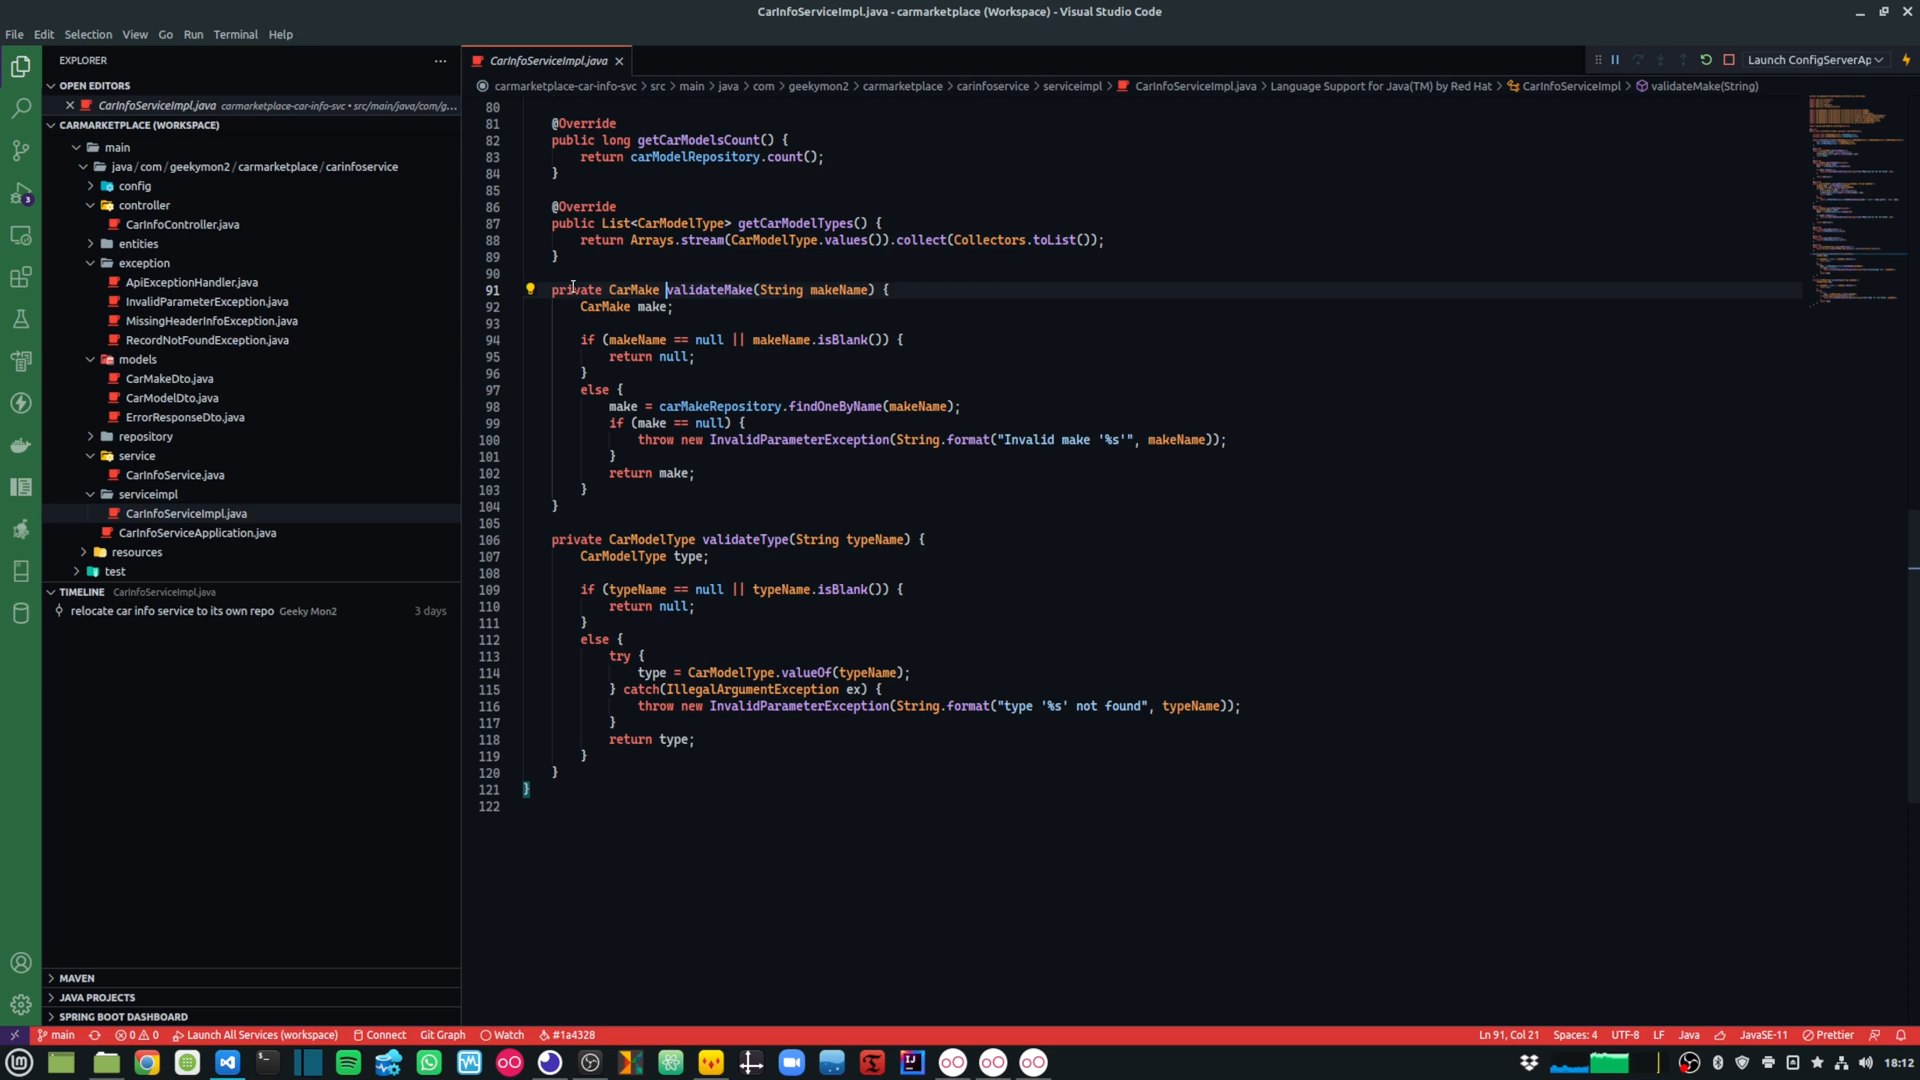 CarInfoServiceImpl.java - carmarketplace (Workspace) - Visual Studio Code
File Edit Selection View Go Run Terminal Help
EXPLORER
OPEN EDITORS
CarInfoServiceImpl.java carmarketplace-car-info-svc • src/main/java/com/g...
CARMARKETPLACE (WORKSPACE)
main
java / com / geekymon2 / carmarketplace / carinfoservice
config
controller
CarInfoController.java
entities
exception
ApiExceptionHandler.java
InvalidParameterException.java
MissingHeaderInfoException.java
RecordNotFoundException.java
models
CarMakeDto.java
CarModelDto.java
ErrorResponseDto.java
repository
service
CarInfoService.java
serviceimpl
CarInfoServiceImpl.java
CarInfoServiceApplication.java
resources
test
TIMELINE CarInfoServiceImpl.java
relocate car info service to its own repo Geeky Mon2 3 days
MAVEN
JAVA PROJECTS
SPRING BOOT DASHBOARD
CarInfoServiceImpl.java
Launch ConfigServerAp
carmarketplace-car-info-svc > src > main > java > com > geekymon2 > carmarketplace > carinfoservice > serviceimpl > CarInfoServiceImpl.java > Language Support for Java(TM) by Red Hat > CarInfoServiceImpl > validateMake(String)
80
81 @Override
82 public long getCarModelsCount() {
83 return carModelRepository.count();
84 }
85
86 @Override
87 public List<CarModelType> getCarModelTypes() {
88 return Arrays.stream(CarModelType.values()).collect(Collectors.toList());
89 }
90
91 private CarMake validateMake(String makeName) {
92 CarMake make;
93
94 if (makeName == null || makeName.isBlank()) {
95 return null;
96 }
97 else {
98 make = carMakeRepository.findOneByName(makeName);
99 if (make == null) {
100 throw new InvalidParameterException(String.format("Invalid make '%s'", makeName));
101 }
102 return make;
103 }
104 }
105
106 private CarModelType validateType(String typeName) {
107 CarModelType type;
108
109 if (typeName == null || typeName.isBlank()) {
110 return null;
111 }
112 else {
113 try {
114 type = CarModelType.valueOf(typeName);
115 } catch(IllegalArgumentException ex) {
116 throw new InvalidParameterException(String.format("type '%s' not found", typeName));
117 }
118 return type;
119 }
120 }
121 }
122
3
main 0 0 Launch All Services (workspace) Connect Git Graph Watch #1a4328 Ln 91, Col 21 Spaces: 4 UTF-8 LF Java JavaSE-11 Prettier
18:12